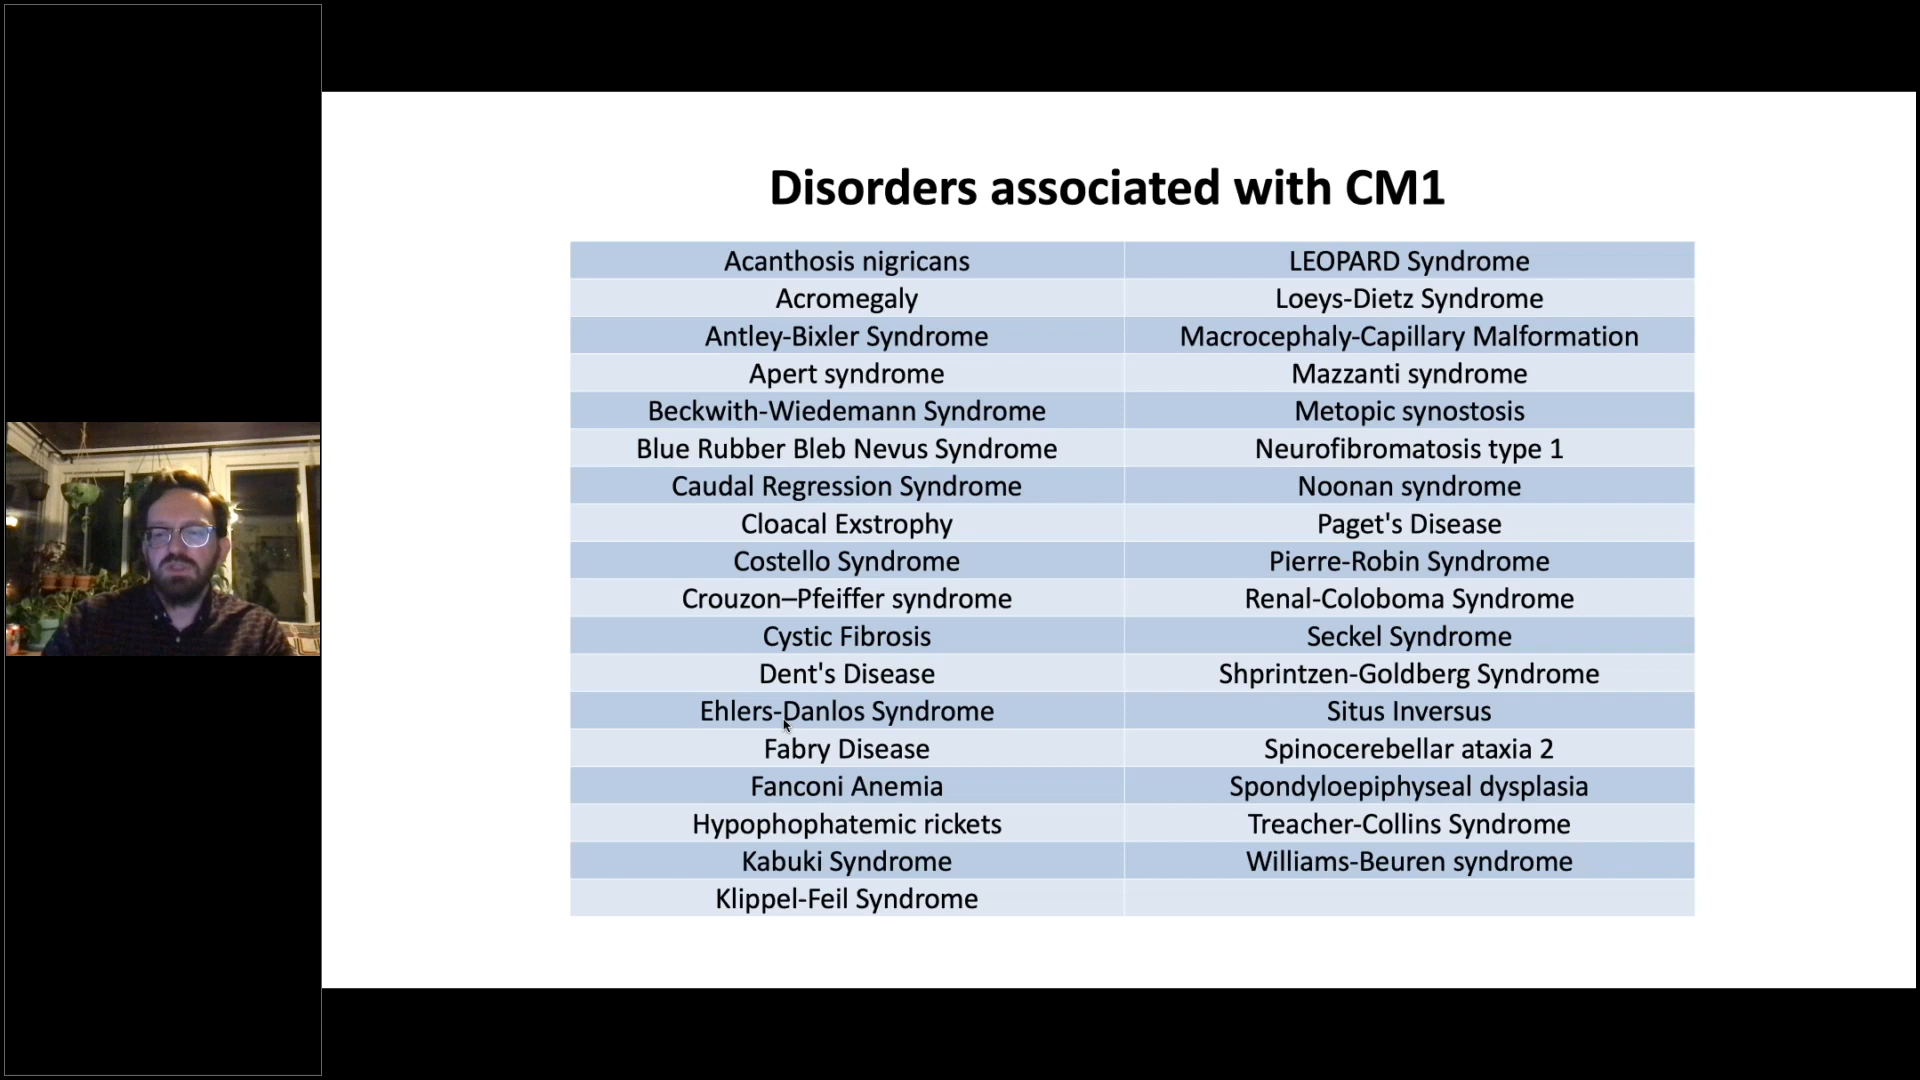 Disorders associated with CM1
Acanthosis nigricans LEOPARD Syndrome
Acromegaly Loeys-Dietz Syndrome
Antley-Bixler Syndrome Macrocephaly-Capillary Malformation
Apert syndrome Mazzanti syndrome
Beckwith-Wiedemann Syndrome Metopic synostosis
Blue Rubber Bleb Nevus Syndrome Neurofibromatosis type 1
Caudal Regression Syndrome Noonan syndrome
Cloacal Exstrophy Paget's Disease
Costello Syndrome Pierre-Robin Syndrome
Crouzon–Pfeiffer syndrome Renal-Coloboma Syndrome
Cystic Fibrosis Seckel Syndrome
Dent's Disease Shprintzen-Goldberg Syndrome
Ehlers-Danlos Syndrome Situs Inversus
Fabry Disease Spinocerebellar ataxia 2
Fanconi Anemia Spondyloepiphyseal dysplasia
Hypophophatemic rickets Treacher-Collins Syndrome
Kabuki Syndrome Williams-Beuren syndrome
Klippel-Feil Syndrome